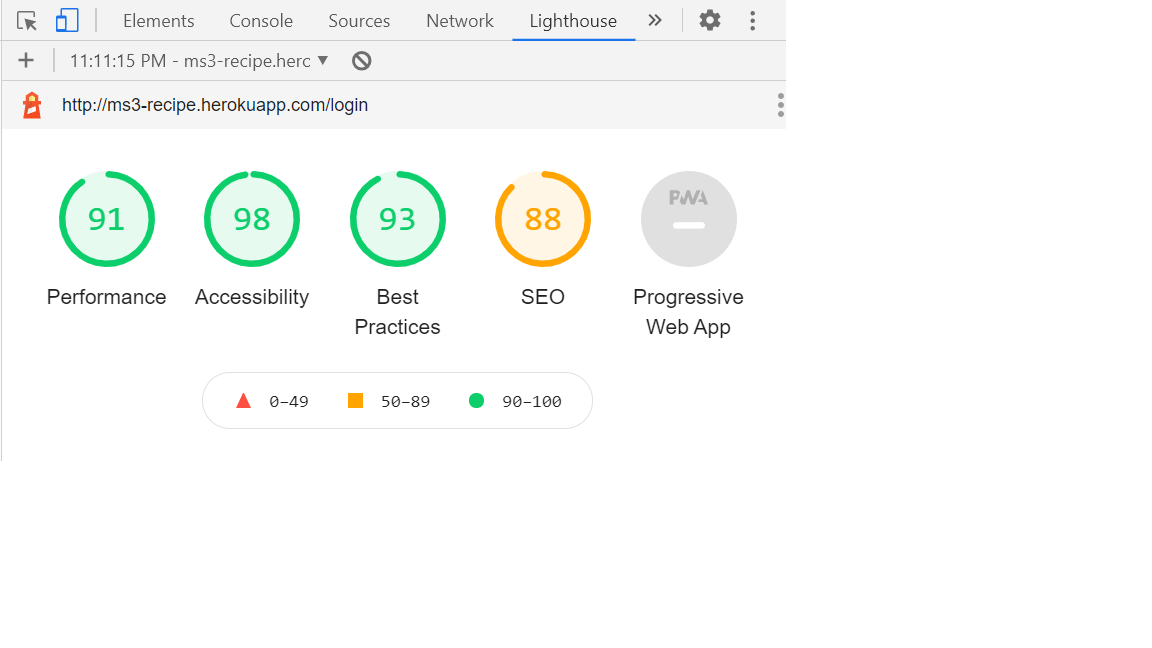 Elements Console Sources Network Lighthouse »
11:11:15 PM - ms3-recipe.herc
http://ms3-recipe.herokuapp.com/login
91 98 93 88 PWA
Performance Accessibility Best Practices SEO Progressive Web App
0–49 50–89 90–100